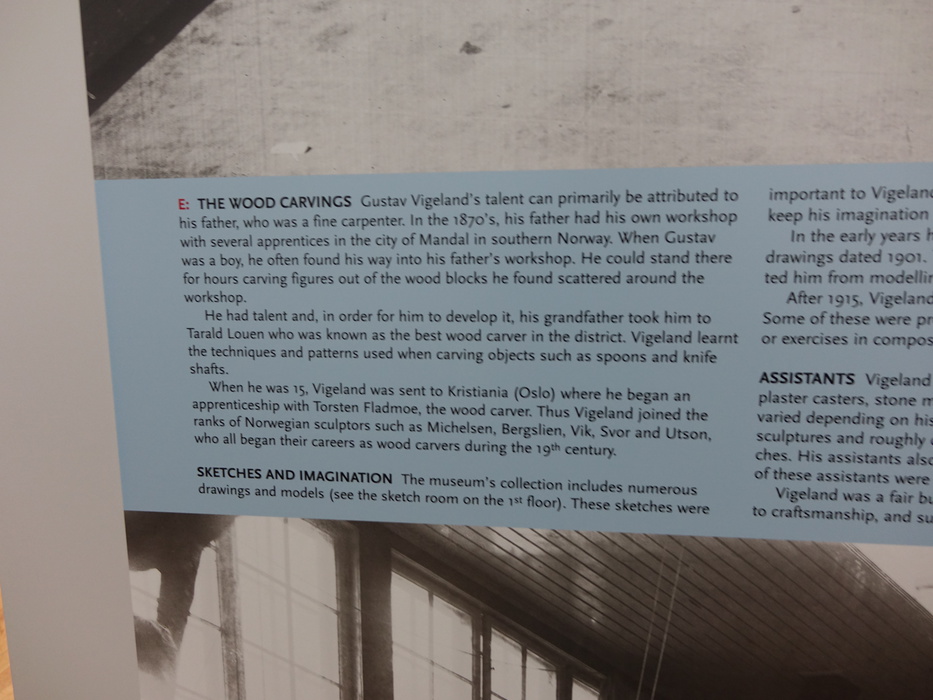 E: THE WOOD CARVINGS Gustav Vigeland's talent can primarily be attributed to
his father, who was a fine carpenter. In the 1870's, his father had his own workshop
with several apprentices in the city of Mandal in southern Norway. When Gustav
was a boy, he often found his way into his father's workshop. He could stand there
for hours carving figures out of the wood blocks he found scattered around the
workshop.
He had talent and, in order for him to develop it, his grandfather took him to
Tarald Louen who was known as the best wood carver in the district. Vigeland learnt
the techniques and patterns used when carving objects such as spoons and knife
shafts.
When he was 15, Vigeland was sent to Kristiania (Oslo) where he began an
apprenticeship with Torsten Fladmoe, the wood carver. Thus Vigeland joined the
ranks of Norwegian sculptors such as Michelsen, Bergslien, Vik, Svor and Utson,
who all began their careers as wood carvers during the 19th century.
SKETCHES AND IMAGINATION The museum's collection includes numerous
drawings and models (see the sketch room on the 1st floor). These sketches were
important to Vigeland
keep his imagination
In the early years
drawings dated 1901.
ted him from
After 1915, Vigeland
Some of these were
or exercises in
ASSISTANTS Vigeland
plaster casters, stone
varied depending on his
sculptures and roughly
ches. His assistants also
of these assistants were
Vigeland was a fair
to craftsmanship, and